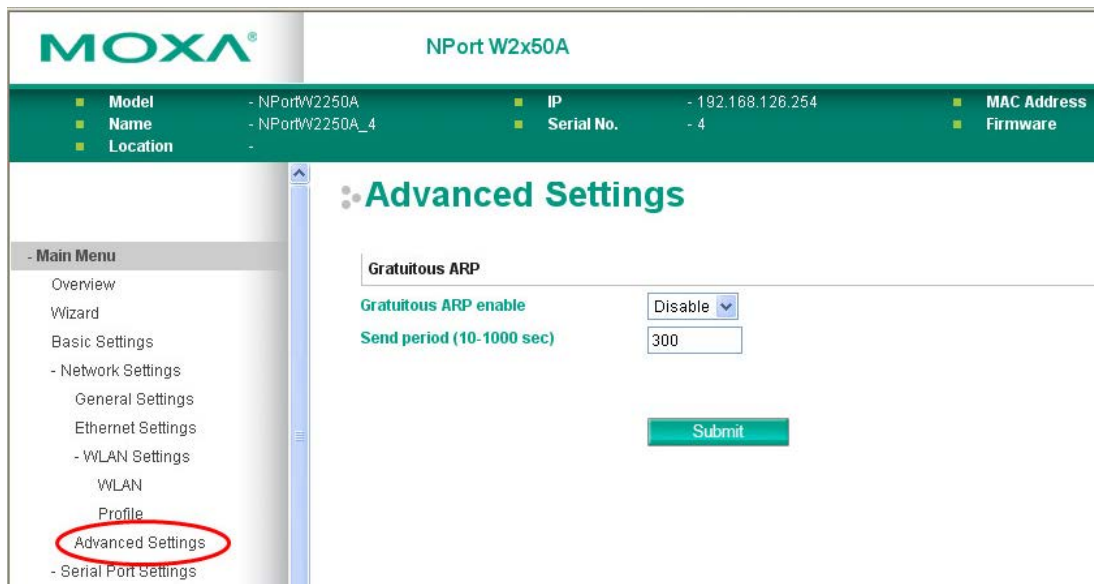 MOXA®
NPort W2x50A
Model - NPortW2250A IP - 192.168.126.254 MAC Address
Name - NPortW2250A_4 Serial No. - 4 Firmware
Location -
Advanced Settings
- Main Menu
Overview
Wizard
Basic Settings
- Network Settings
General Settings
Ethernet Settings
- WLAN Settings
WLAN
Profile
Advanced Settings
- Serial Port Settings
Gratuitous ARP
Gratuitous ARP enable Disable
Send period (10-1000 sec) 300
Submit